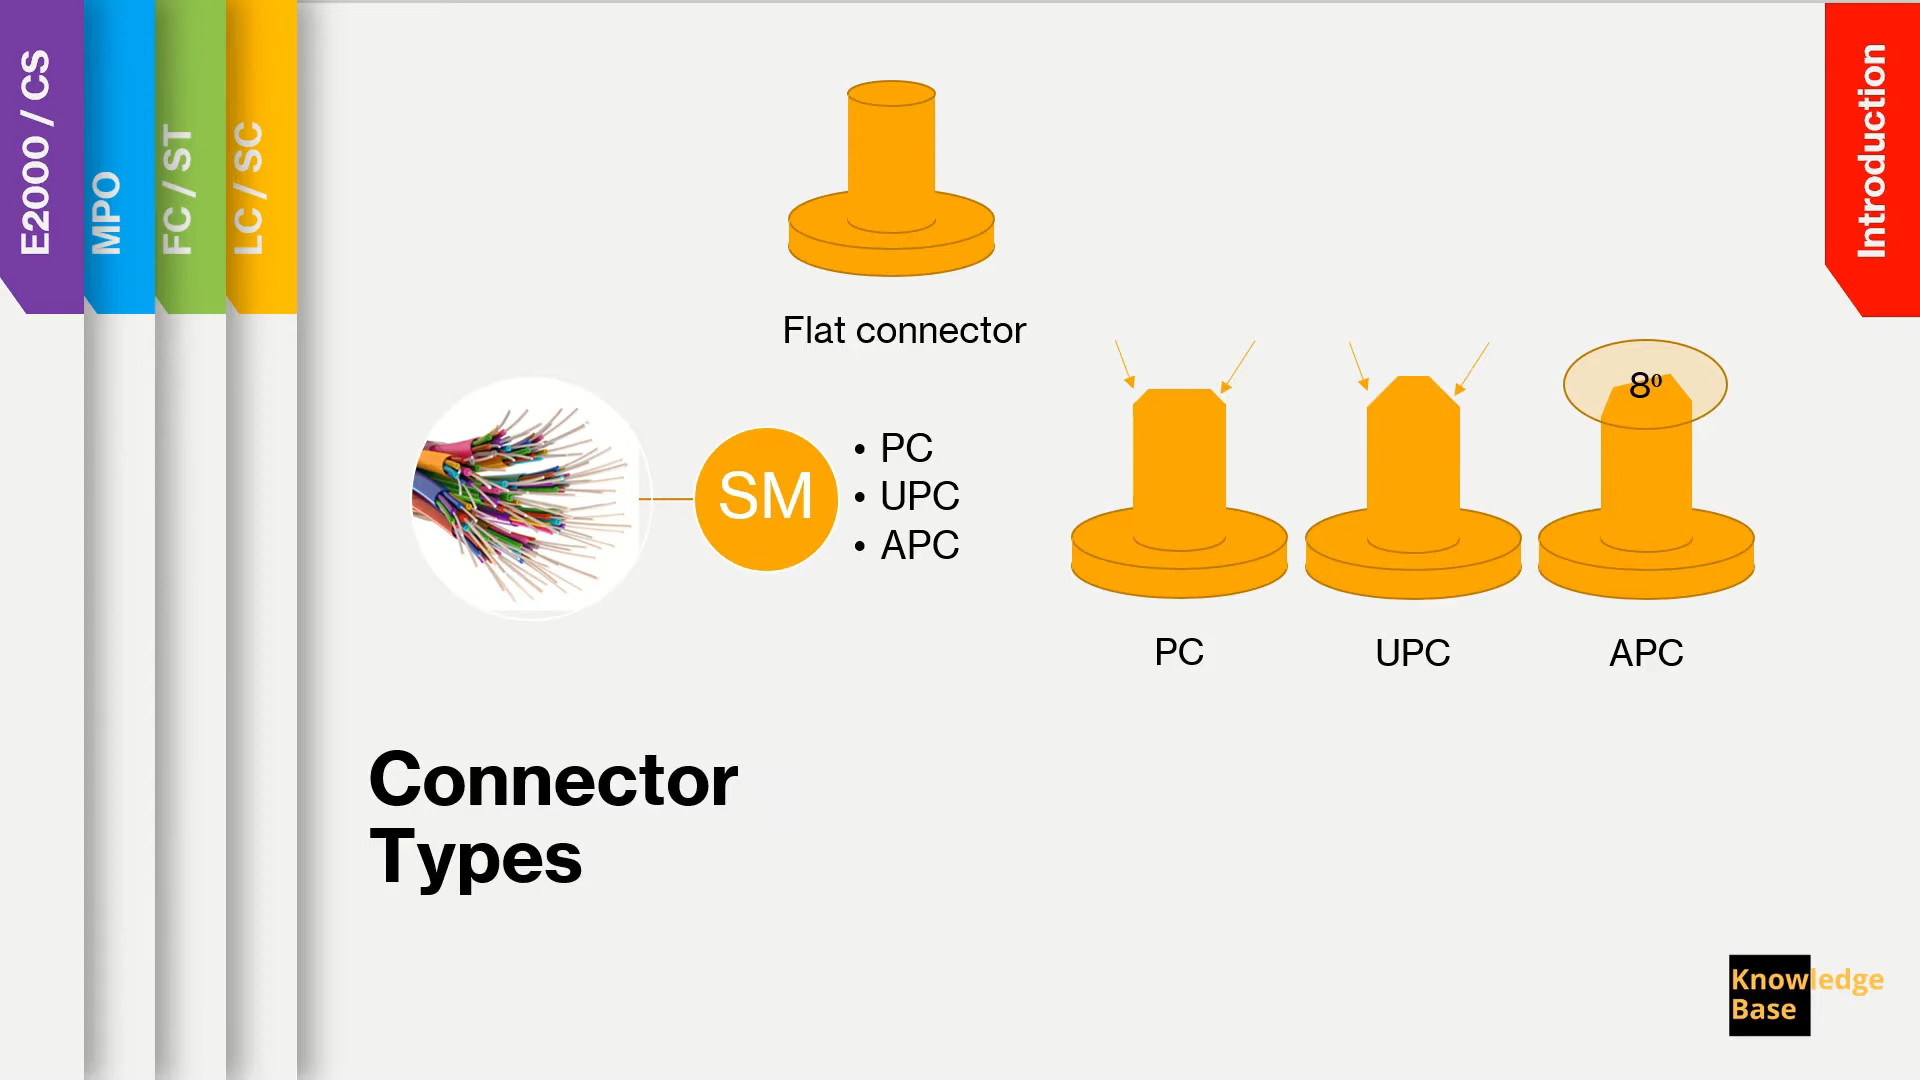 E2000 / CS
MPO
FC / ST
LC / SC
Introduction
Flat connector
8º
SM
• PC
• UPC
• APC
PC
UPC
APC
Connector
Types
Knowledge
Base